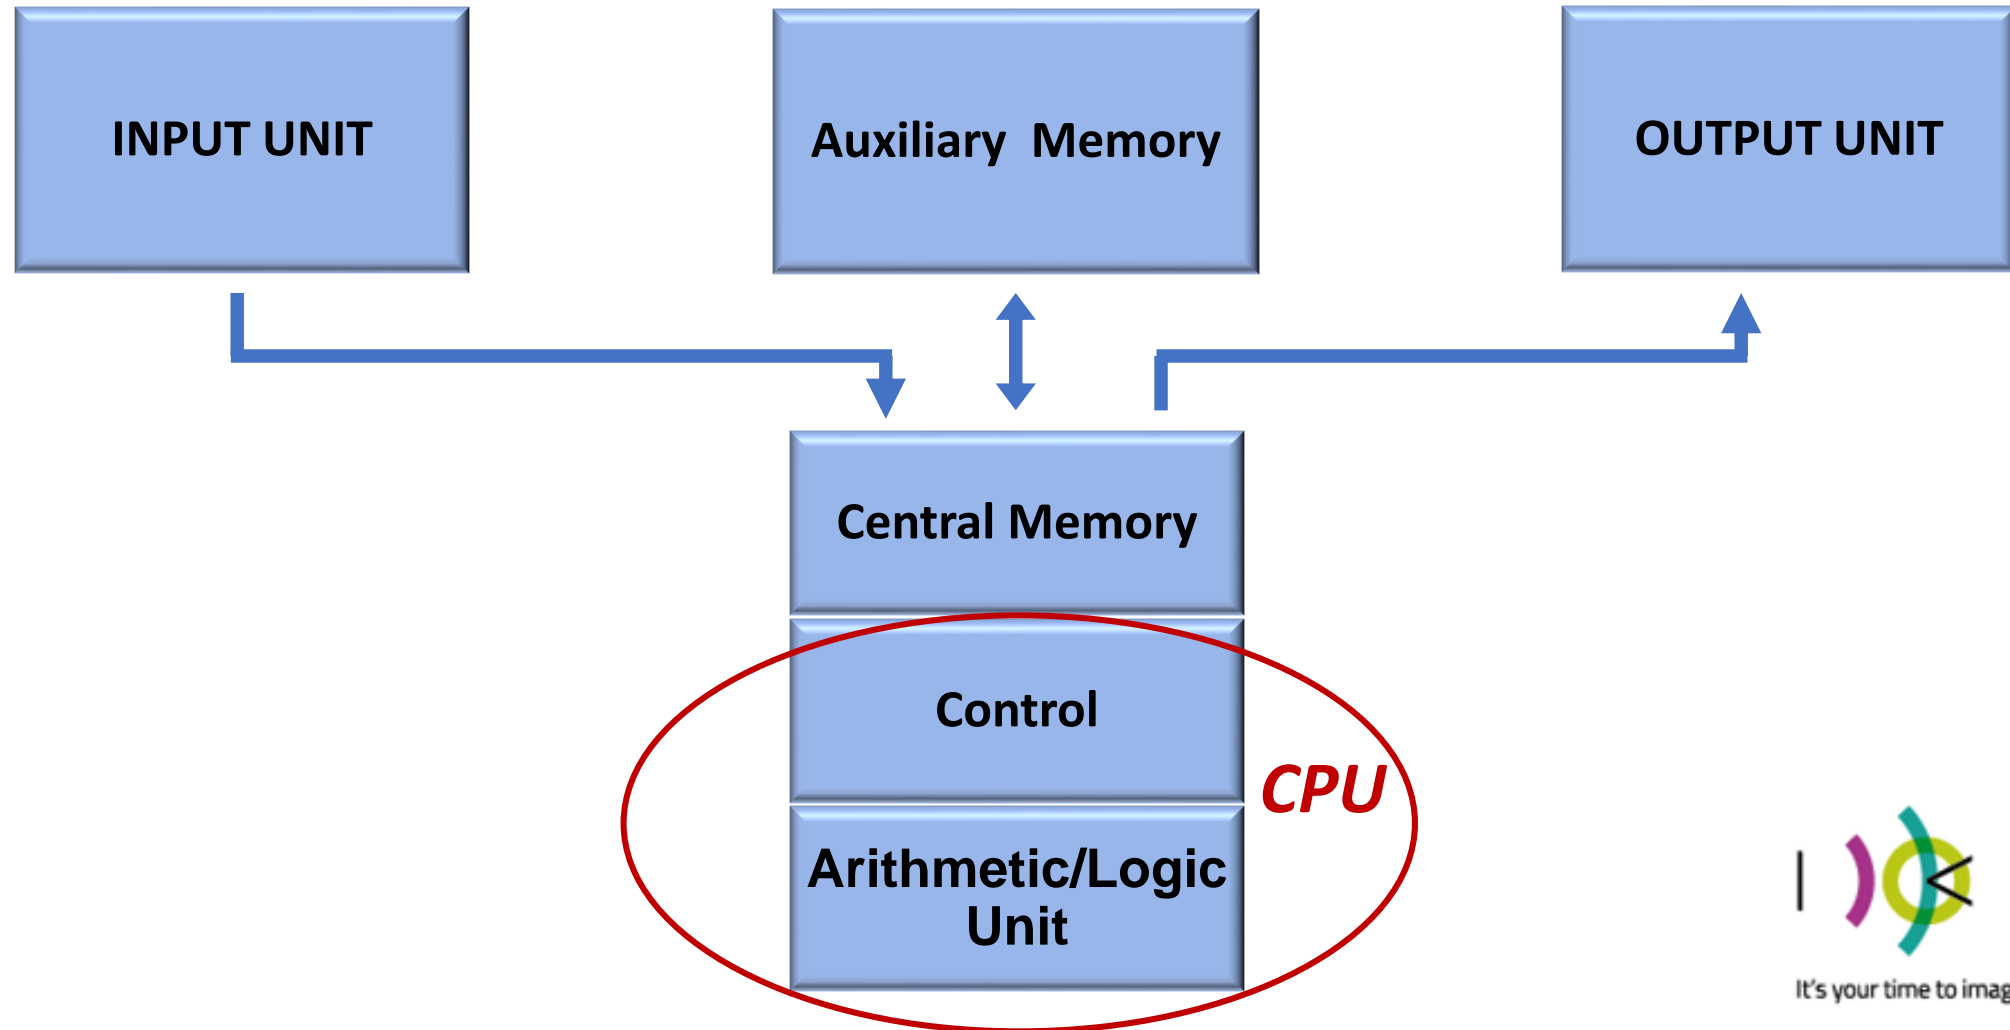 INPUT UNIT
Auxiliary  Memory
OUTPUT UNIT
Central Memory
Control
CPU
Arithmetic/Logic
Unit
It's your time to imag